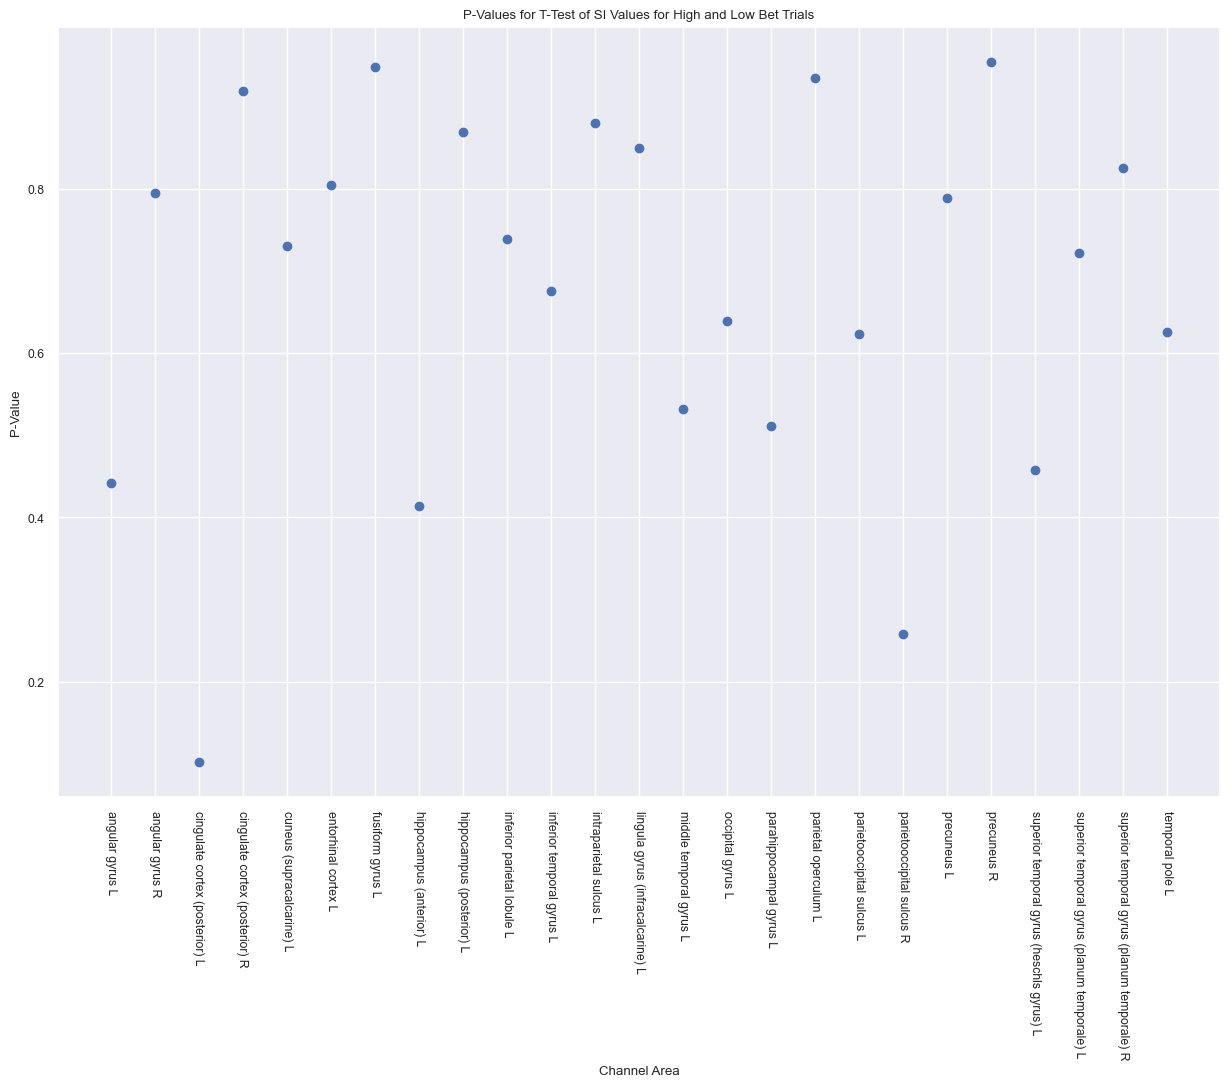 P-Values for T-Test of SI Values for High and Low Bet Trials
P-Value
0.8
0.6
0.4
0.2
angular gyrus L
angular gyrus R
cingulate cortex (posterior) L
cingulate cortex (posterior) R
cuneus (supracalcarine) L
entorhinal cortex L
fusiform gyrus L
hippocampus (anterior) L
hippocampus (posterior) L
inferior parietal lobule L
inferior temporal gyrus L
intraparietal sulcus L
lingula gyrus (infracalcarine) L
middle temporal gyrus L
occipital gyrus L
parahippocampal gyrus L
parietal operculum L
parietooccipital sulcus L
parietooccipital sulcus R
precuneus L
precuneus R
superior temporal gyrus (heschls gyrus) L
superior temporal gyrus (planum temporale) L
superior temporal gyrus (planum temporale) R
temporal pole L
Channel Area